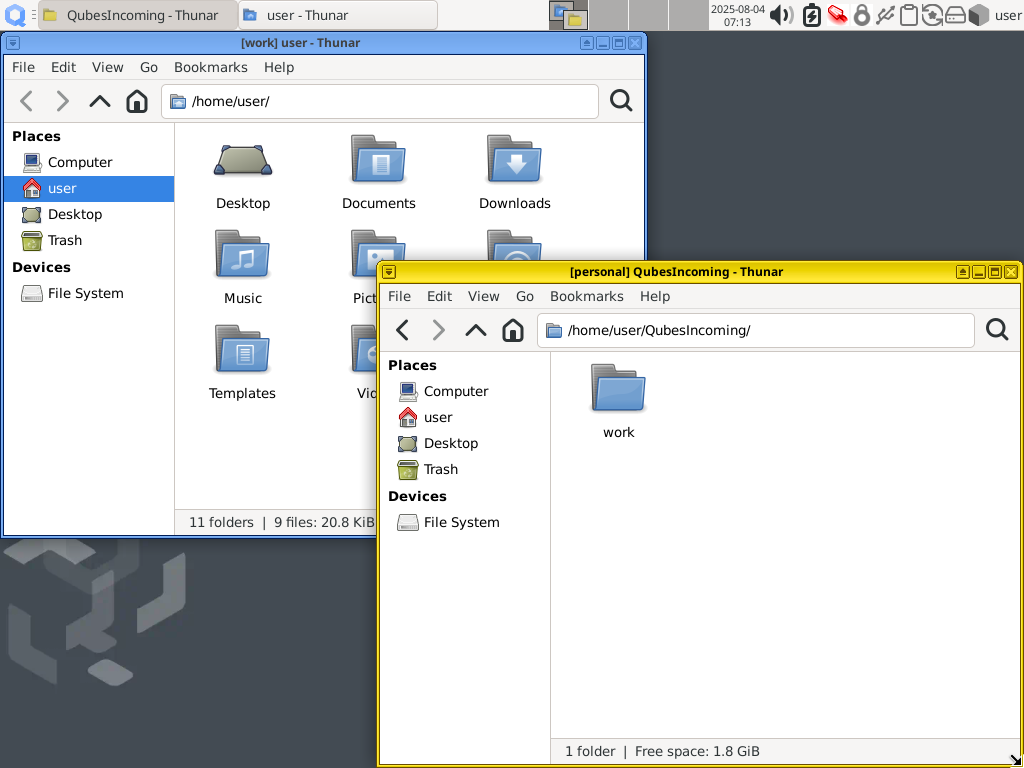 QubesIncoming - Thunar
user - Thunar
2025-08-04
07:13
user
[work] user - Thunar
File Edit View Go Bookmarks Help
/home/user/
Places
Computer
user
Desktop
Trash
Devices
File System
Desktop Documents Downloads
Music Pict
Templates Vid
11 folders | 9 files: 20.8 KiB
[personal] QubesIncoming - Thunar
File Edit View Go Bookmarks Help
/home/user/QubesIncoming/
Places
Computer
user
Desktop
Trash
Devices
File System
work
1 folder | Free space: 1.8 GiB